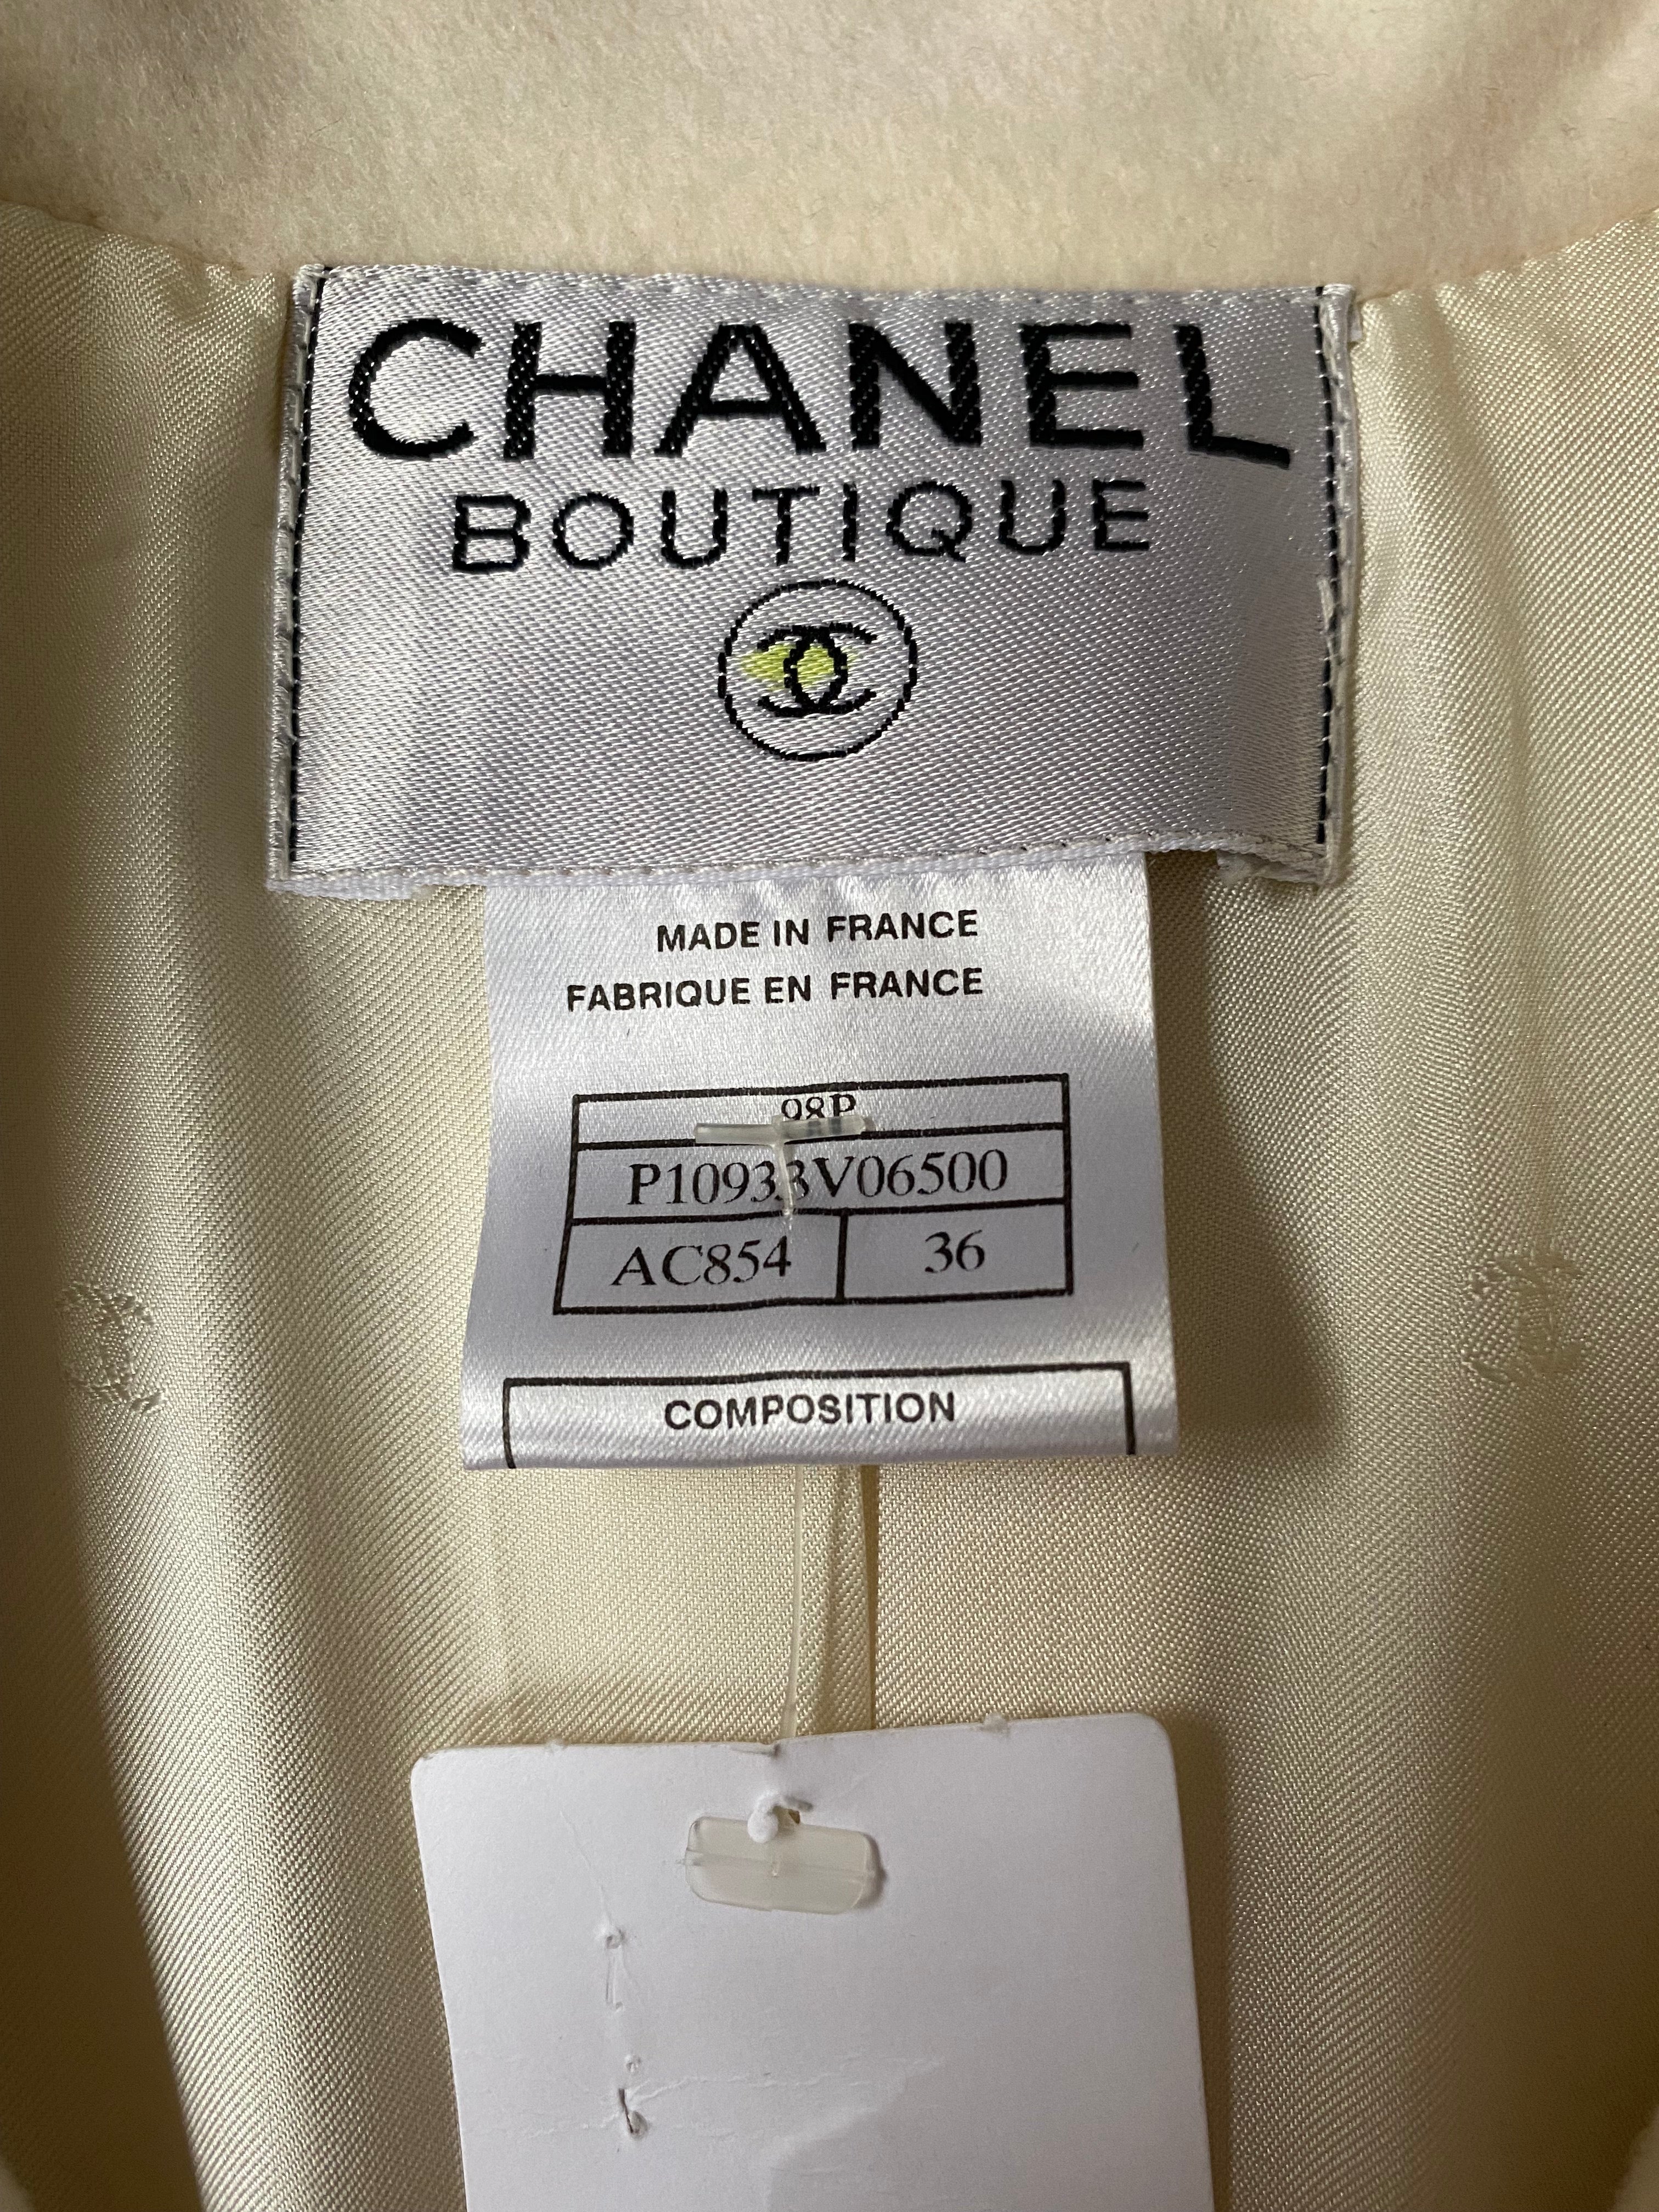 CHANEL
BOUTIQUE
MADE IN FRANCE
FABRIQUE EN FRANCE
98P
P10933V06500
AC854 36
COMPOSITION